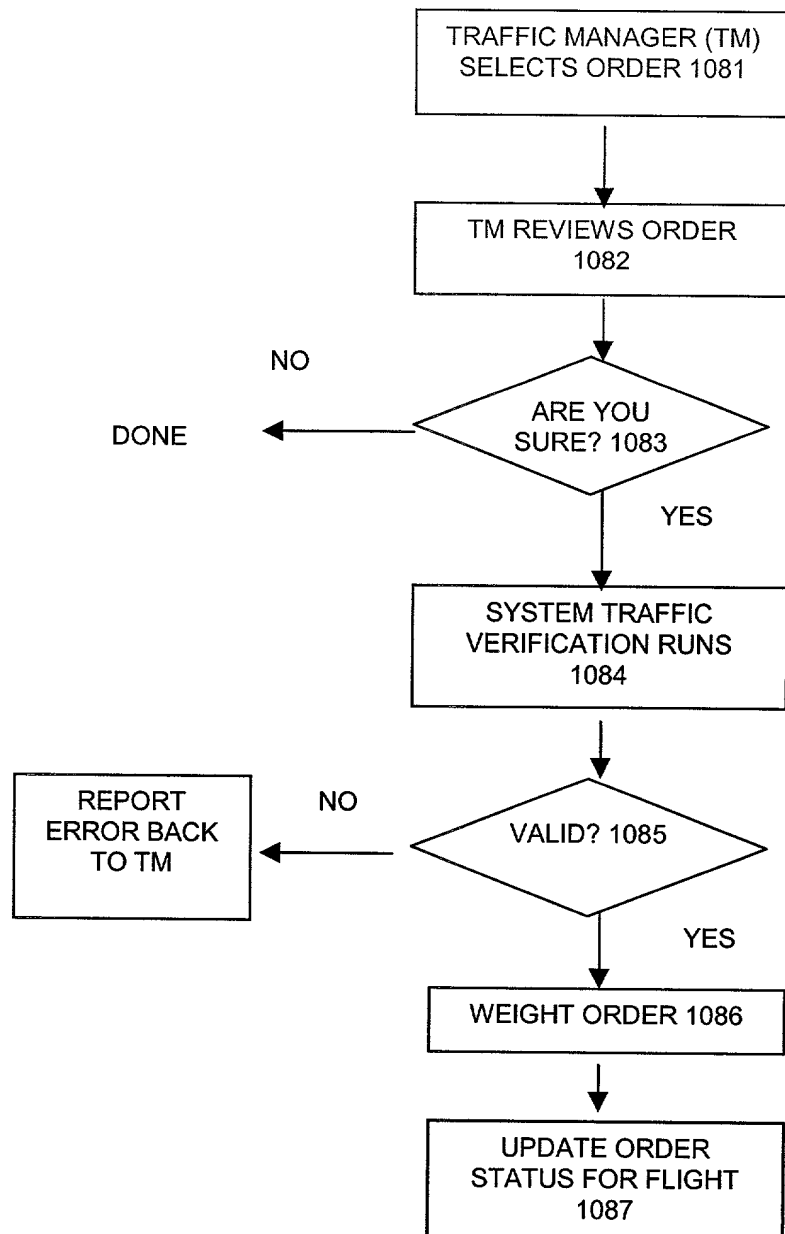 TRAFFIC MANAGER (TM)
SELECTS ORDER 1081
TM REVIEWS ORDER
1082
NO
ARE YOU
SURE? 1083
DONE
YES
SYSTEM TRAFFIC
VERIFICATION RUNS
1084
REPORT
ERROR BACK
TO TM
NO
VALID? 1085
YES
WEIGHT ORDER 1086
UPDATE ORDER
STATUS FOR FLIGHT
1087